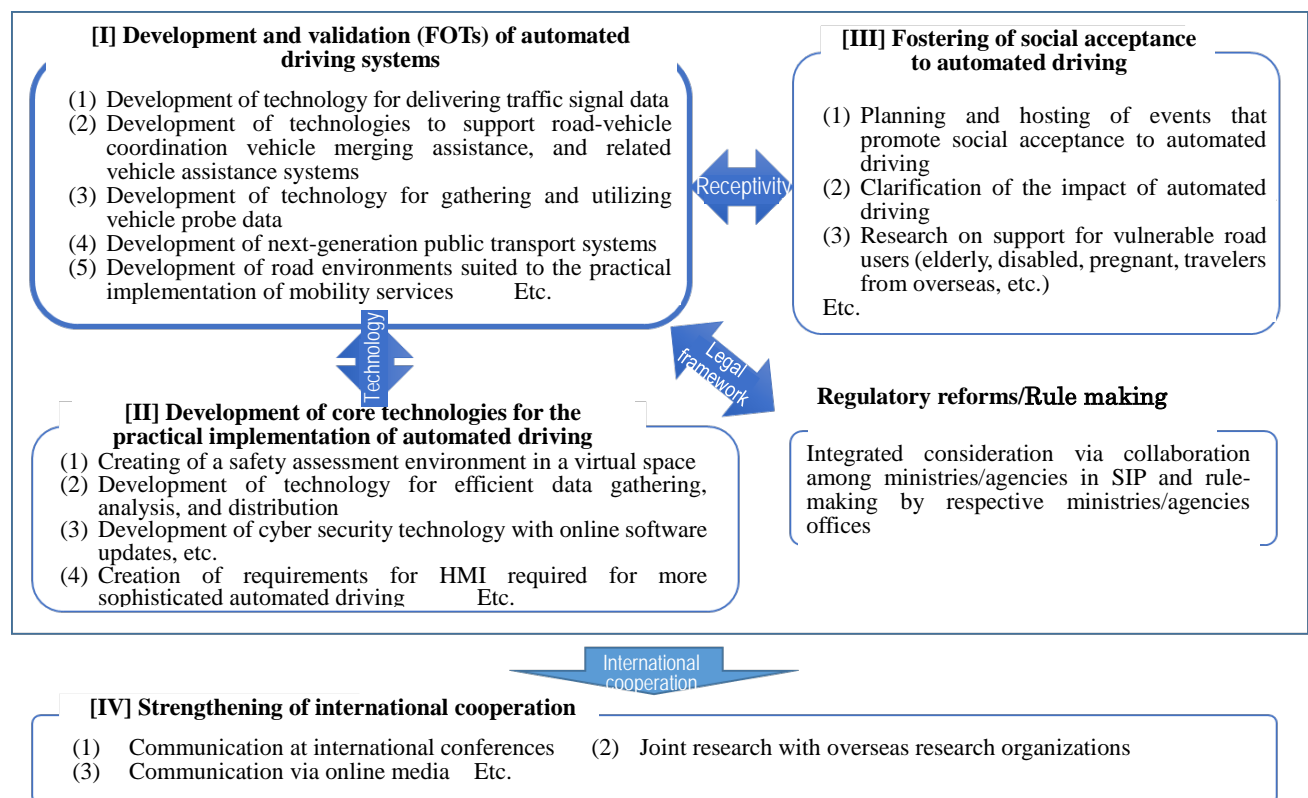 [I] Development and validation (FOTs) of automated
driving systems
(1) Development of technology for delivering traffic signal data
(2) Development of technologies to support road-vehicle
coordination vehicle merging assistance, and related
vehicle assistance systems
(3) Development of technology for gathering and utilizing
vehicle probe data
(4) Development of next-generation public transport systems
(5) Development of road environments suited to the practical
implementation of mobility services Etc.
Receptivity
[III] Fostering of social acceptance
to automated driving
(1) Planning and hosting of events that
promote social acceptance to automated
driving
(2) Clarification of the impact of automated
driving
(3) Research on support for vulnerable road
users (elderly, disabled, pregnant, travelers
from overseas, etc.)
Etc.
Technology
Legal
framework
[II] Development of core technologies for the
practical implementation of automated driving
(1) Creating of a safety assessment environment in a virtual space
(2) Development of technology for efficient data gathering,
analysis, and distribution
(3) Development of cyber security technology with online software
updates, etc.
(4) Creation of requirements for HMI required for more
sophisticated automated driving Etc.
Regulatory reforms/Rule making
Integrated consideration via collaboration
among ministries/agencies in SIP and rule-
making by respective ministries/agencies
offices
International
cooperation
[IV] Strengthening of international cooperation
(1) Communication at international conferences (2) Joint research with overseas research organizations
(3) Communication via online media Etc.